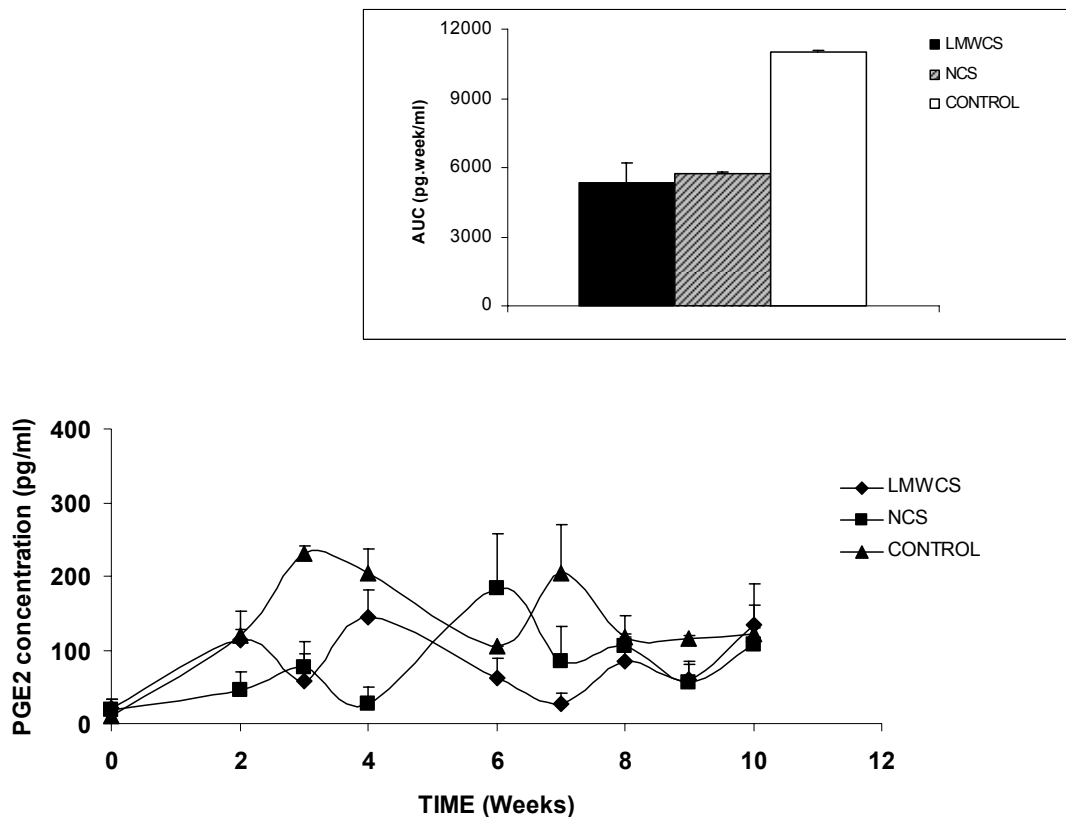 12000
9000
6000
3000
0
AUC (pg.week/ml)
LMWCS
NCS
CONTROL
400
300
200
100
0
PGE2 concentration (pg/ml)
0 2 4 6 8 10 12
TIME (Weeks)
LMWCS
NCS
CONTROL